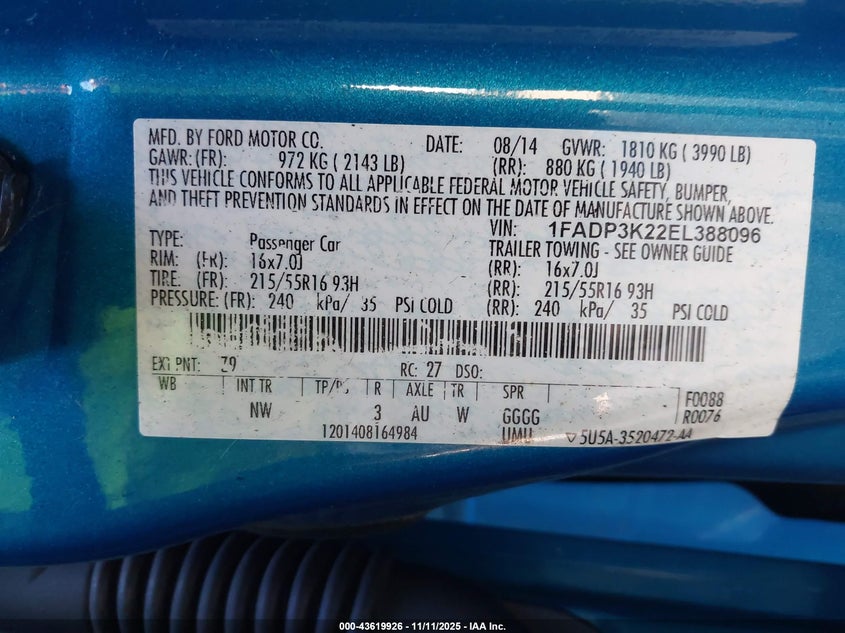 MFD. BY FORD MOTOR CO. DATE: 08/14 GVWR: 1810 KG ( 3990 LB)
GAWR:(FR): 972 KG ( 2143 LB) (RR): 880 KG ( 1940 LB)
THIS VEHICLE CONFORMS TO ALL APPLICABLE FEDERAL MOTOR VEHICLE SAFETY, BUMPER,
AND THEFT PREVENTION STANDARDS IN EFFECT ON THE DATE OF MANUFACTURE SHOWN ABOVE.
VIN: 1FADP3K22EL388096
TYPE: Passenger Car TRAILER TOWING - SEE OWNER GUIDE
RIM: (FR): 16x7.0J (RR): 16x7.0J
TIRE: (FR): 215/55R16 93H (RR): 215/55R16 93H
PRESSURE:(FR): 240 kPa/ 35 PSI COLD (RR): 240 kPa/ 35 PSI COLD
EXT PNT: Z9 RC: 27 DSO:
WB INT TR TP/PS R AXLE TR SPR F0088
NW 3 AU W GGGG R0076
1201408164984 UMU 5U5A-3520472-AA
000-43619926 - 11/11/2025 - IAA Inc.